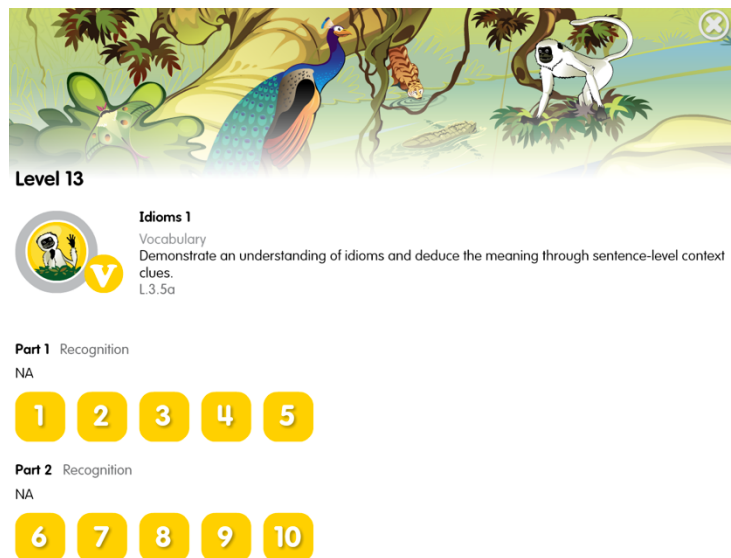 Level 13
Idioms 1
Vocabulary
Demonstrate an understanding of idioms and deduce the meaning through sentence-level context
clues.
L.3.5a
V
Part 1 Recognition
NA
1 2 3 4 5
Part 2 Recognition
NA
6 7 8 9 10